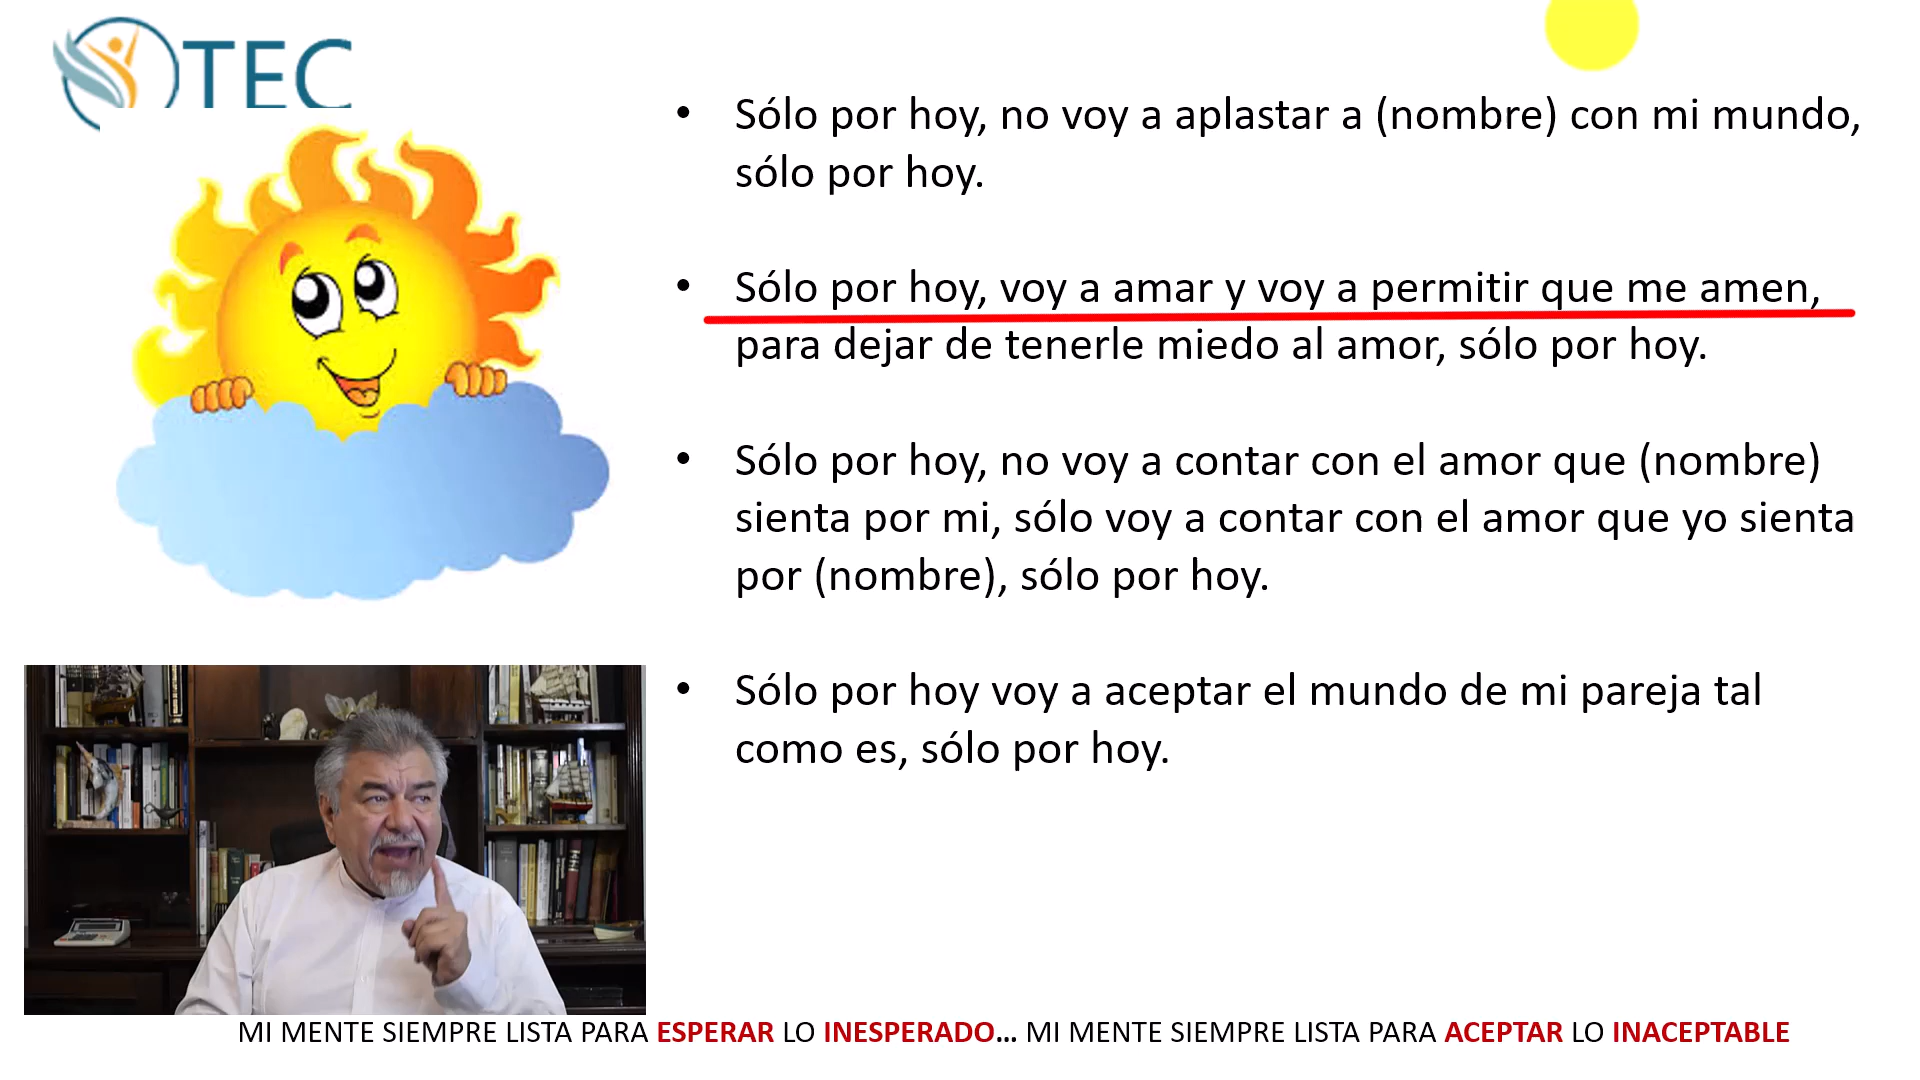 TEC
• Sólo por hoy, no voy a aplastar a (nombre) con mi mundo,
sólo por hoy.
• Sólo por hoy, voy a amar y voy a permitir que me amen,
para dejar de tenerle miedo al amor, sólo por hoy.
• Sólo por hoy, no voy a contar con el amor que (nombre)
sienta por mi, sólo voy a contar con el amor que yo sienta
por (nombre), sólo por hoy.
• Sólo por hoy voy a aceptar el mundo de mi pareja tal
como es, sólo por hoy.
MI MENTE SIEMPRE LISTA PARA ESPERAR LO INESPERADO... MI MENTE SIEMPRE LISTA PARA ACEPTAR LO INACEPTABLE